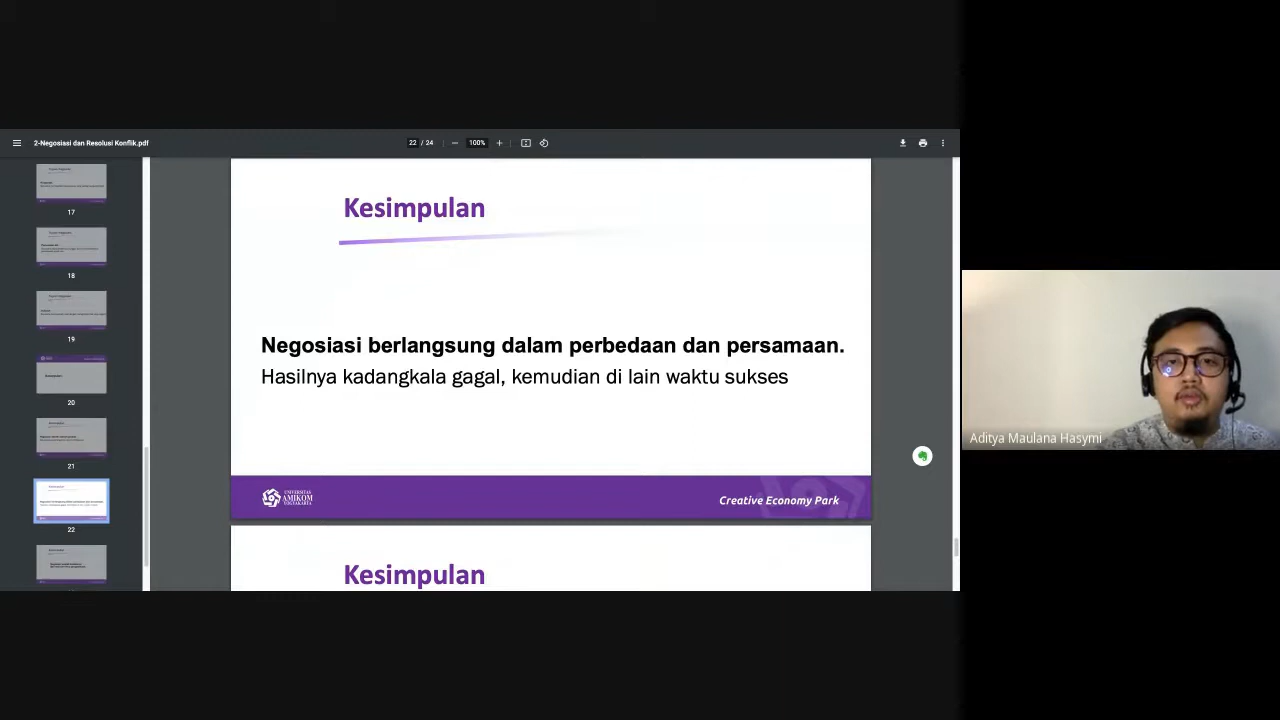 2-Negosiasi dan Resolusi Konflik.pdf
22 / 24
100%
17
18
19
20
21
22
Kesimpulan
Negosiasi berlangsung dalam perbedaan dan persamaan.
Hasilnya kadangkala gagal, kemudian di lain waktu sukses
UNIVERSITAS
AMIKOM
YOGYAKARTA
Creative Economy Park
Kesimpulan
Aditya Maulana Hasymi